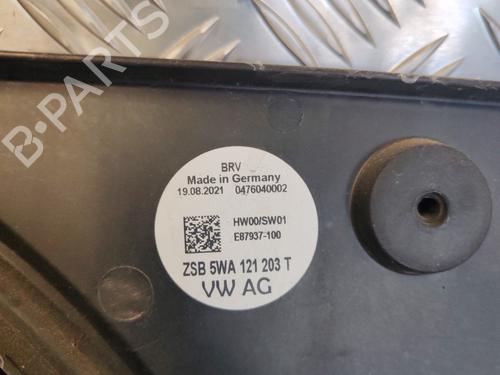 B-PARTS
BRV
Made in Germany
19.08.2021 0476040002
HW00/SW01
E87937-100
ZSB 5WA 121 203 T
VW AG